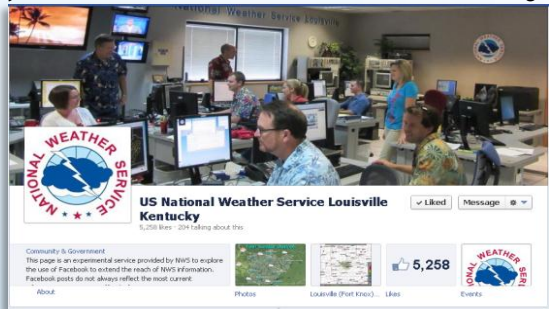 National Weather Service Louisville
NATIONAL WEATHER SERVICE
US National Weather Service Louisville
Kentucky
5,258 likes · 204 talking about this
✓ Liked
Message
Community & Government
This page is an experimental service provided by NWS to explore
the use of Facebook to extend the reach of NWS information.
Facebook posts do not always reflect the most current
About
Photos
Louisville (Fort Knox)...
5,258
Likes
NATIONAL WEATHER SER
Events